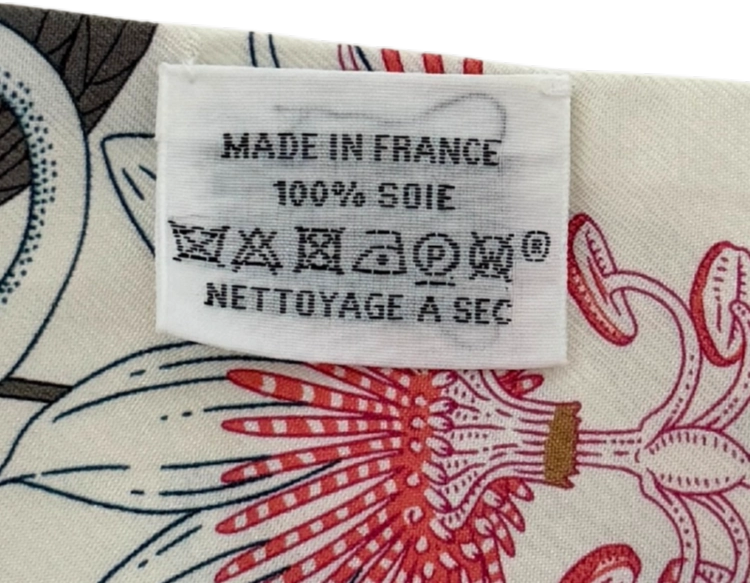 MADE IN FRANCE
100% SOIE
P ®
NETTOYAGE A SEC